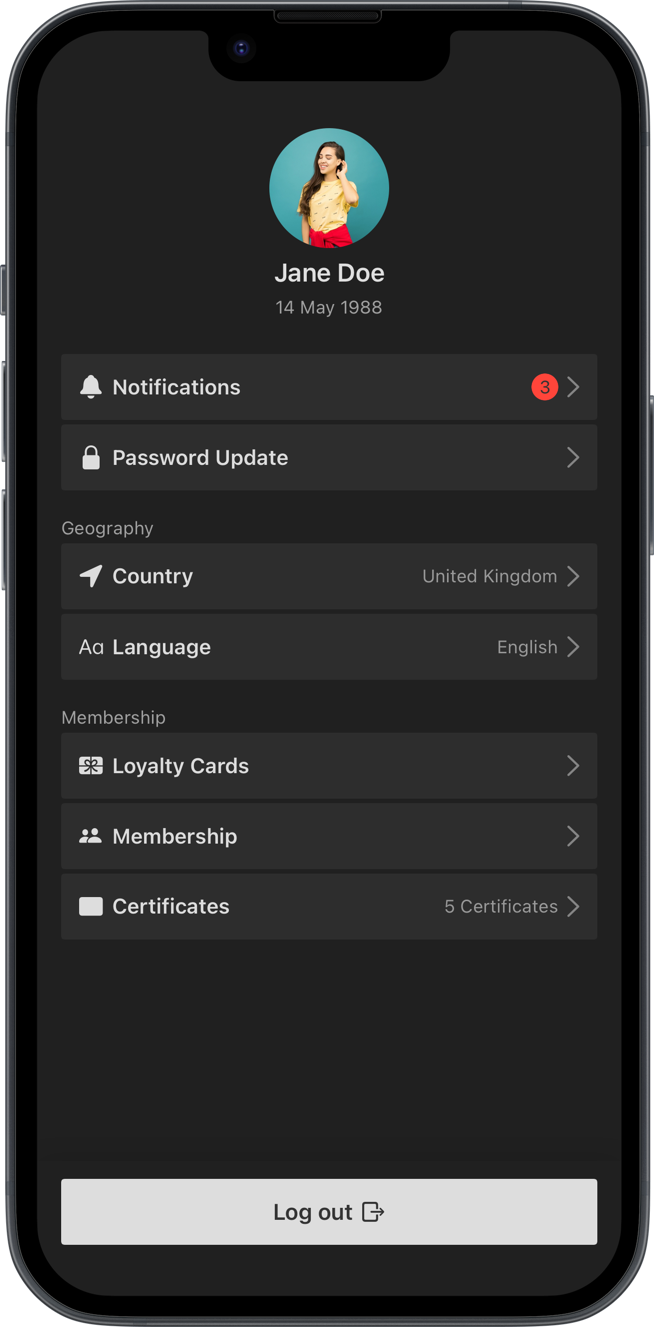 Jane Doe
14 May 1988
Notifications 3
Password Update
Geography
Country United Kingdom
Aa Language English
Membership
Loyalty Cards
Membership
Certificates 5 Certificates
Log out